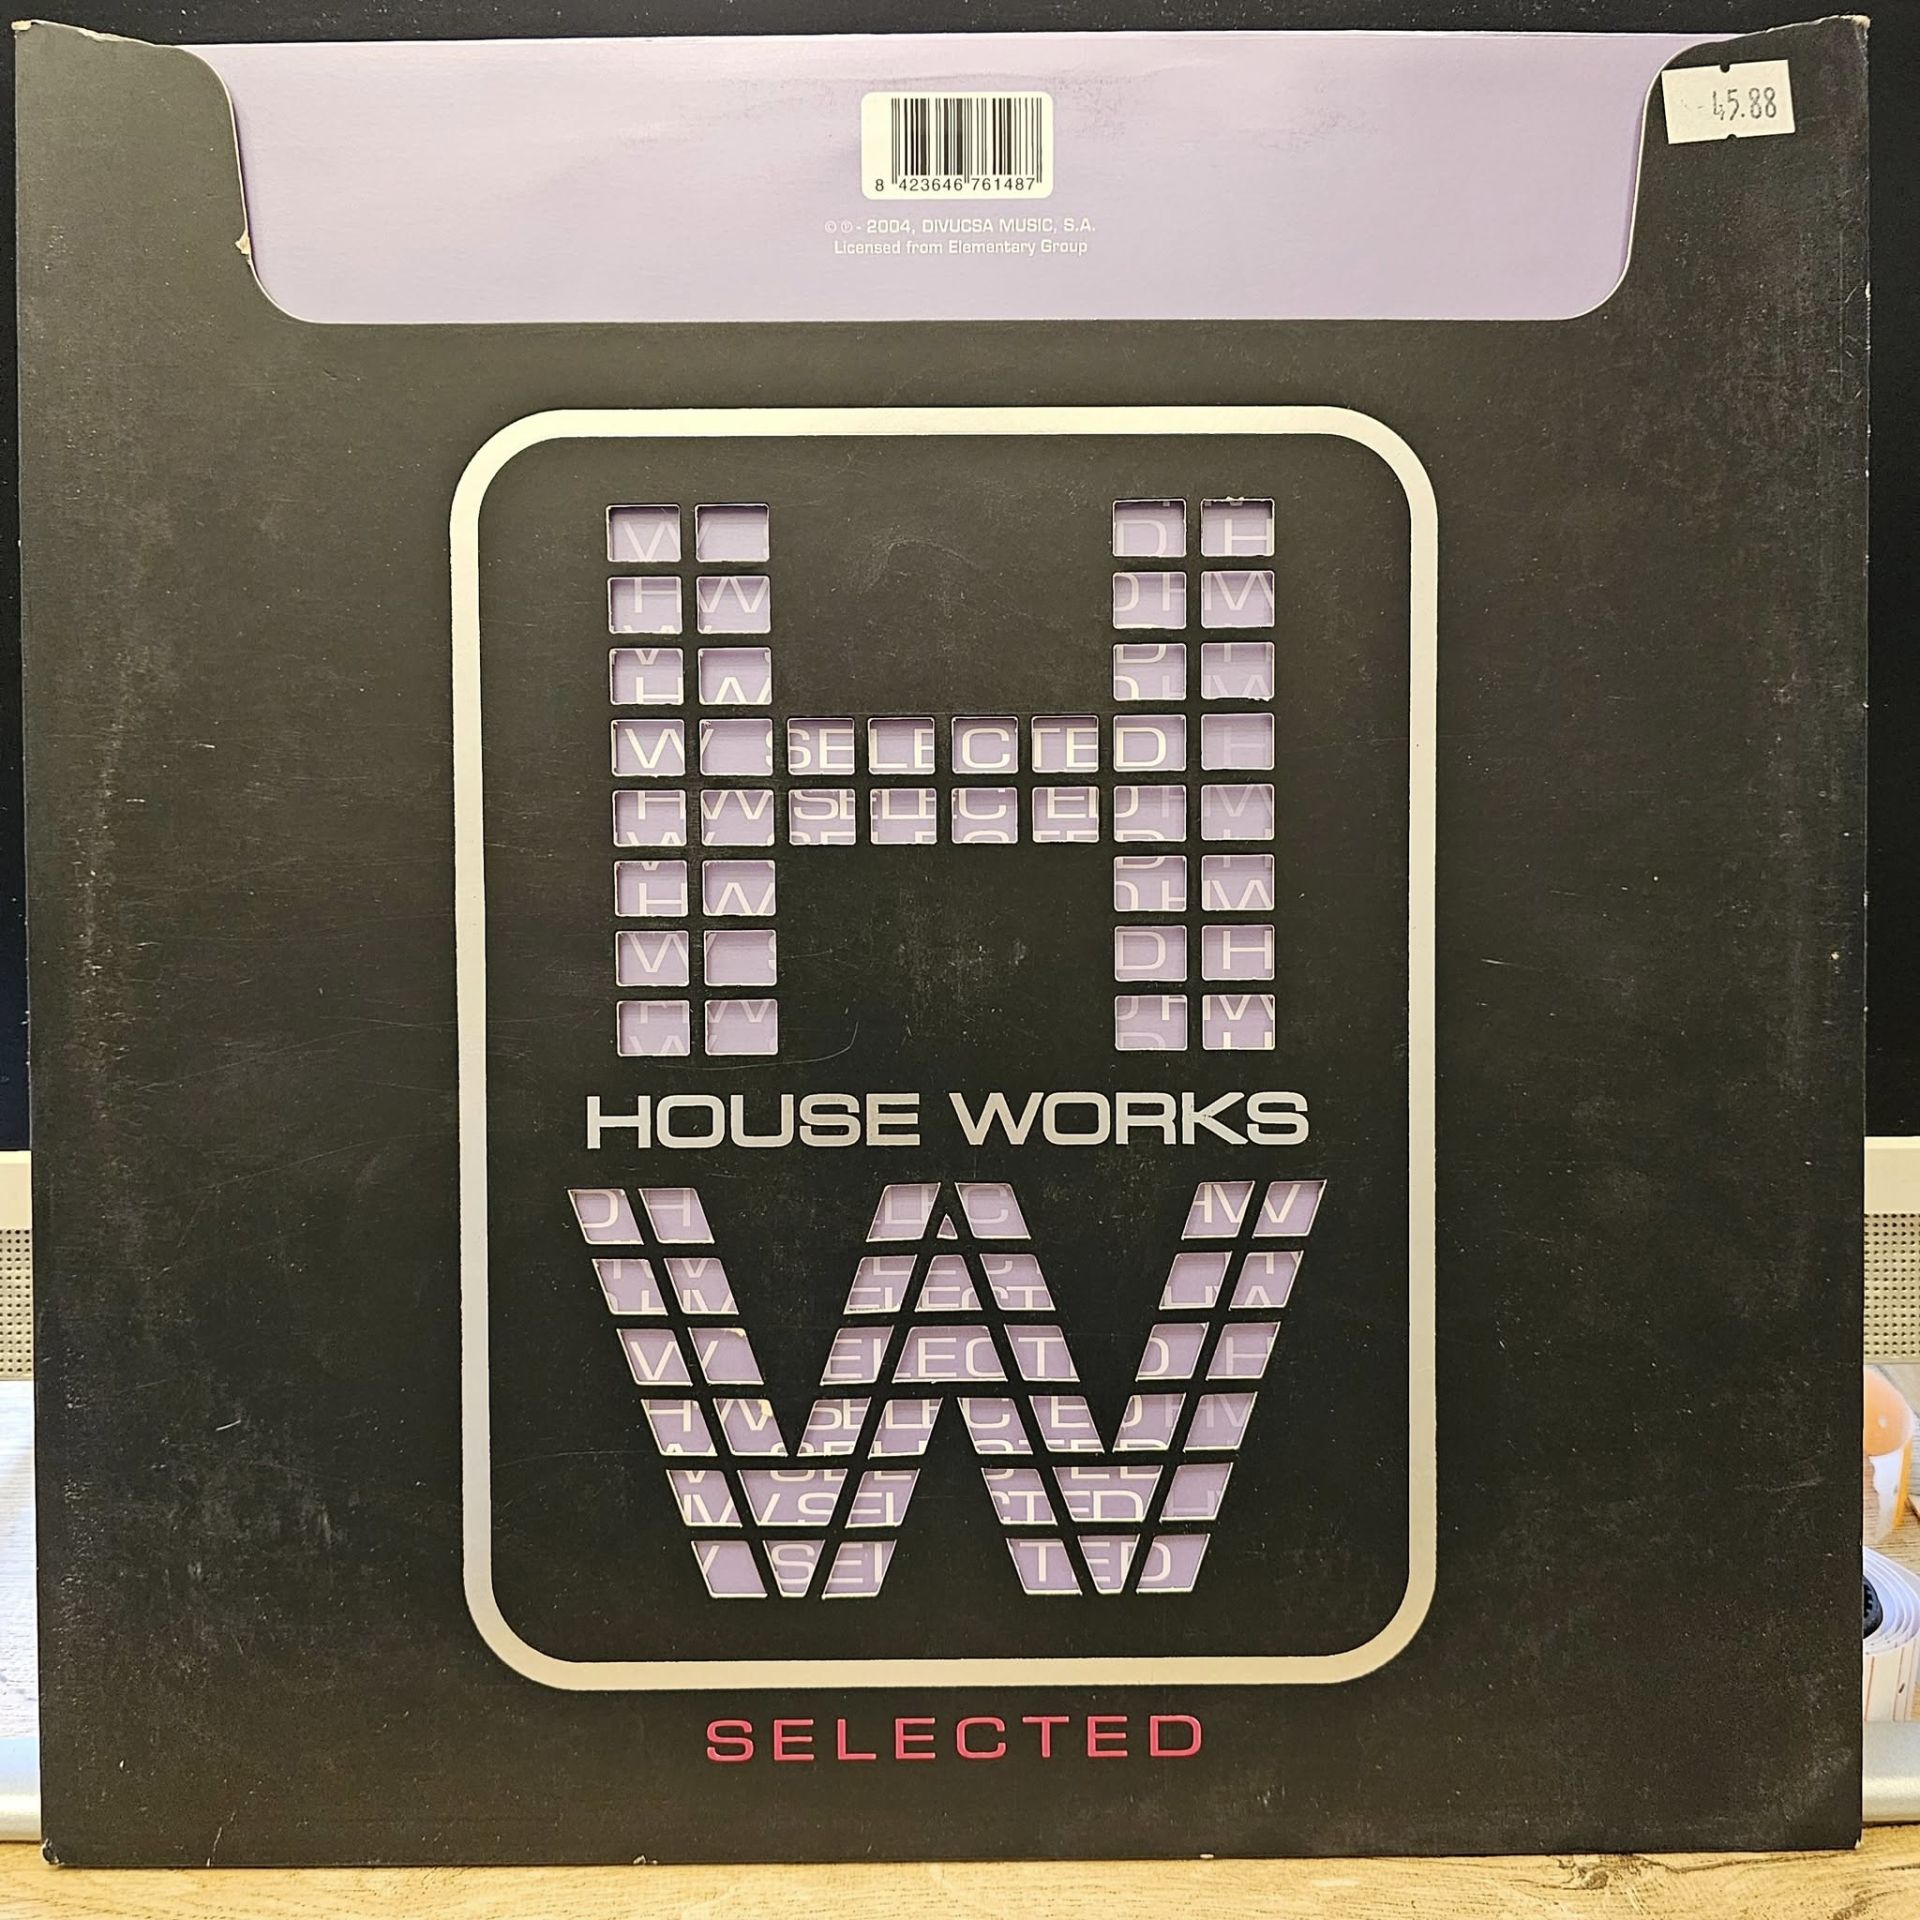 45.88
8 423646 761487
© ℗ - 2004, DIVUCSA MUSIC, S.A.
Licensed from Elementary Group
SELECTED
HOUSE WORKS
SELECTED